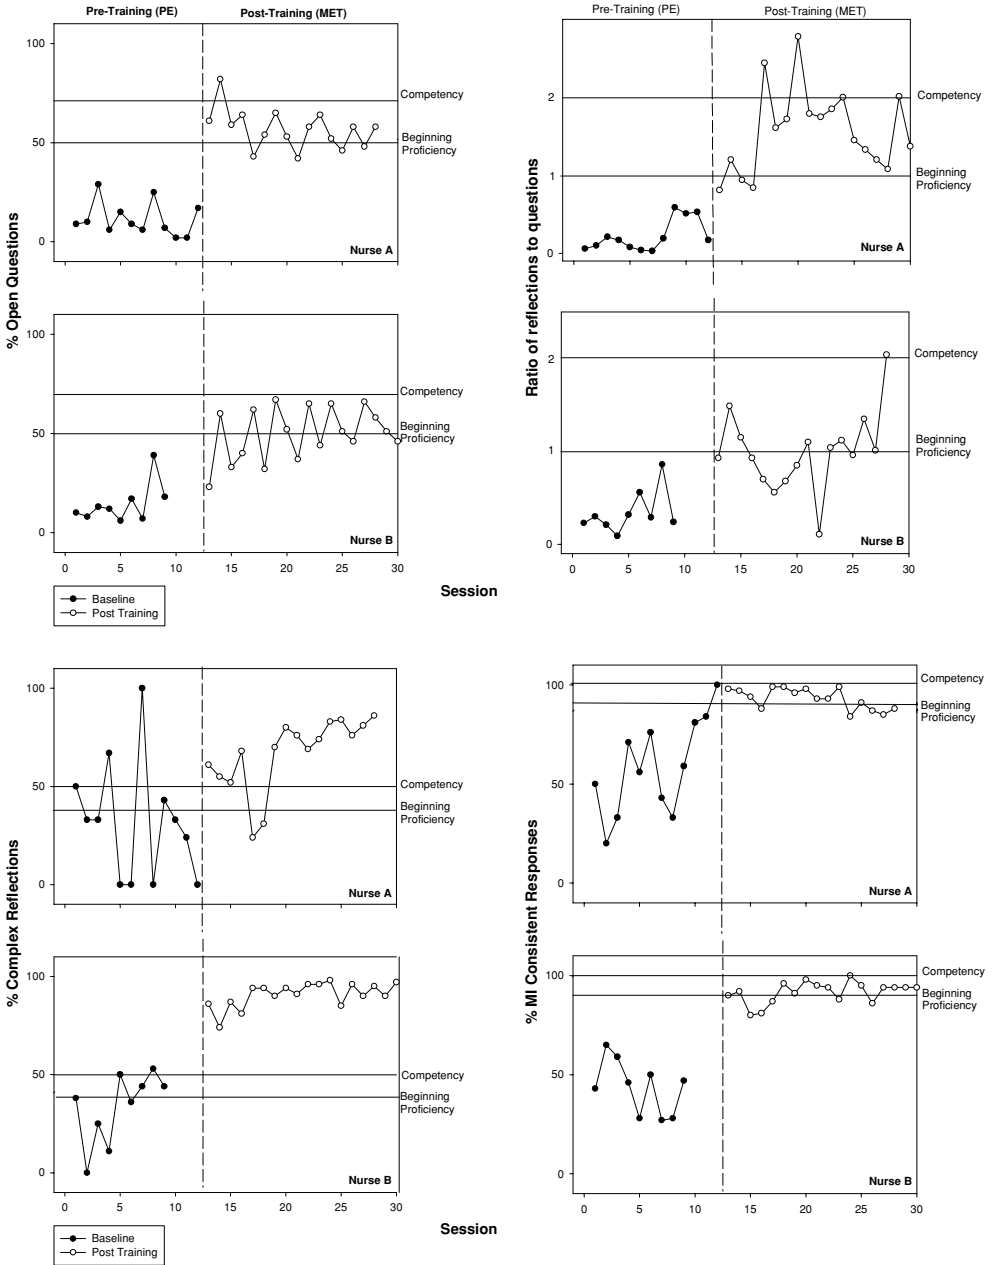 Pre-Training (PE)
Post-Training (MET)
100
50
0
Competency
Beginning
Proficiency
Nurse A
100
50
0
Competency
Beginning
Proficiency
Nurse B
0
5
10
15
20
25
30
% Open Questions
Baseline
Post Training
Pre-Training (PE)
Post-Training (MET)
2
1
0
Competency
Beginning
Proficiency
Nurse A
2
1
0
Competency
Beginning
Proficiency
Nurse B
0
5
10
15
20
25
30
Ratio of reflections to questions
Session
100
50
0
Competency
Beginning
Proficiency
Nurse A
100
50
0
Competency
Beginning
Proficiency
Nurse B
0
5
10
15
20
25
30
% Complex Reflections
Baseline
Post Training
100
50
0
Competency
Beginning
Proficiency
Nurse A
100
50
0
Competency
Beginning
Proficiency
Nurse B
0
5
10
15
20
25
30
% MI Consistent Responses
Session